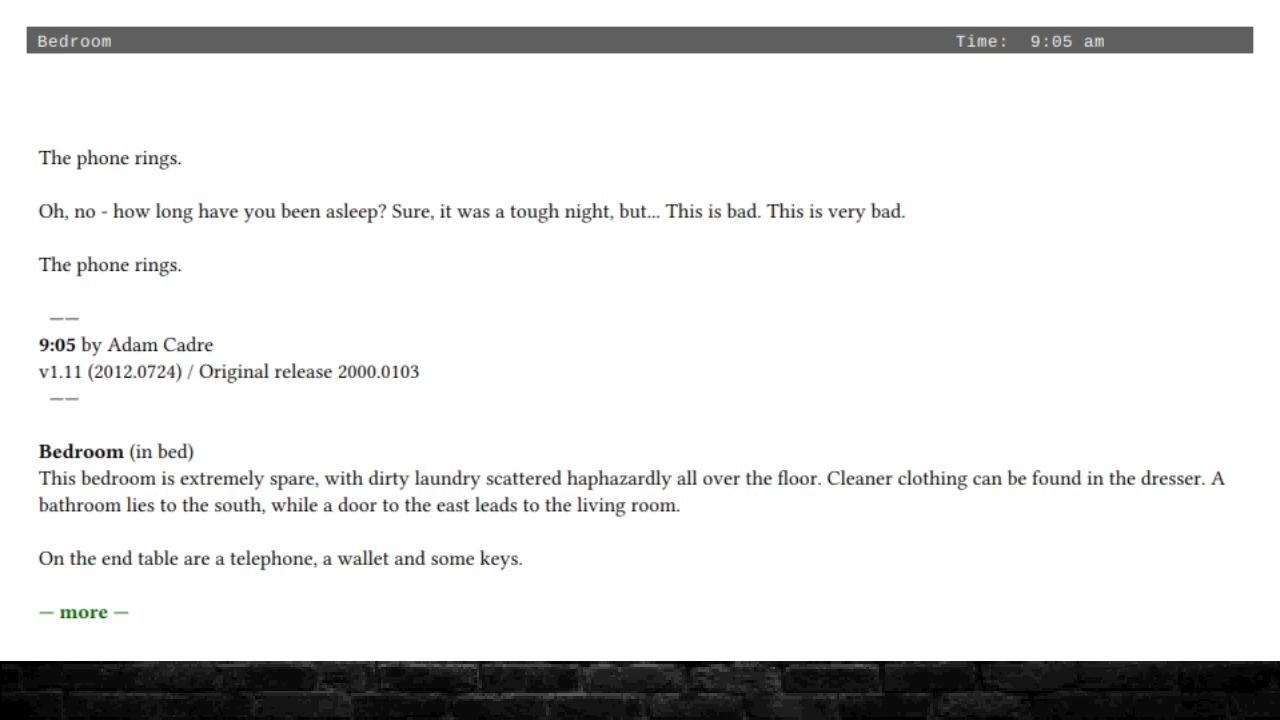 Bedroom Time: 9:05 am
The phone rings.
Oh, no - how long have you been asleep? Sure, it was a tough night, but... This is bad. This is very bad.
The phone rings.
——
9:05 by Adam Cadre
v1.11 (2012.0724) / Original release 2000.0103
——
Bedroom (in bed)
This bedroom is extremely spare, with dirty laundry scattered haphazardly all over the floor. Cleaner clothing can be found in the dresser. A
bathroom lies to the south, while a door to the east leads to the living room.
On the end table are a telephone, a wallet and some keys.
— more —